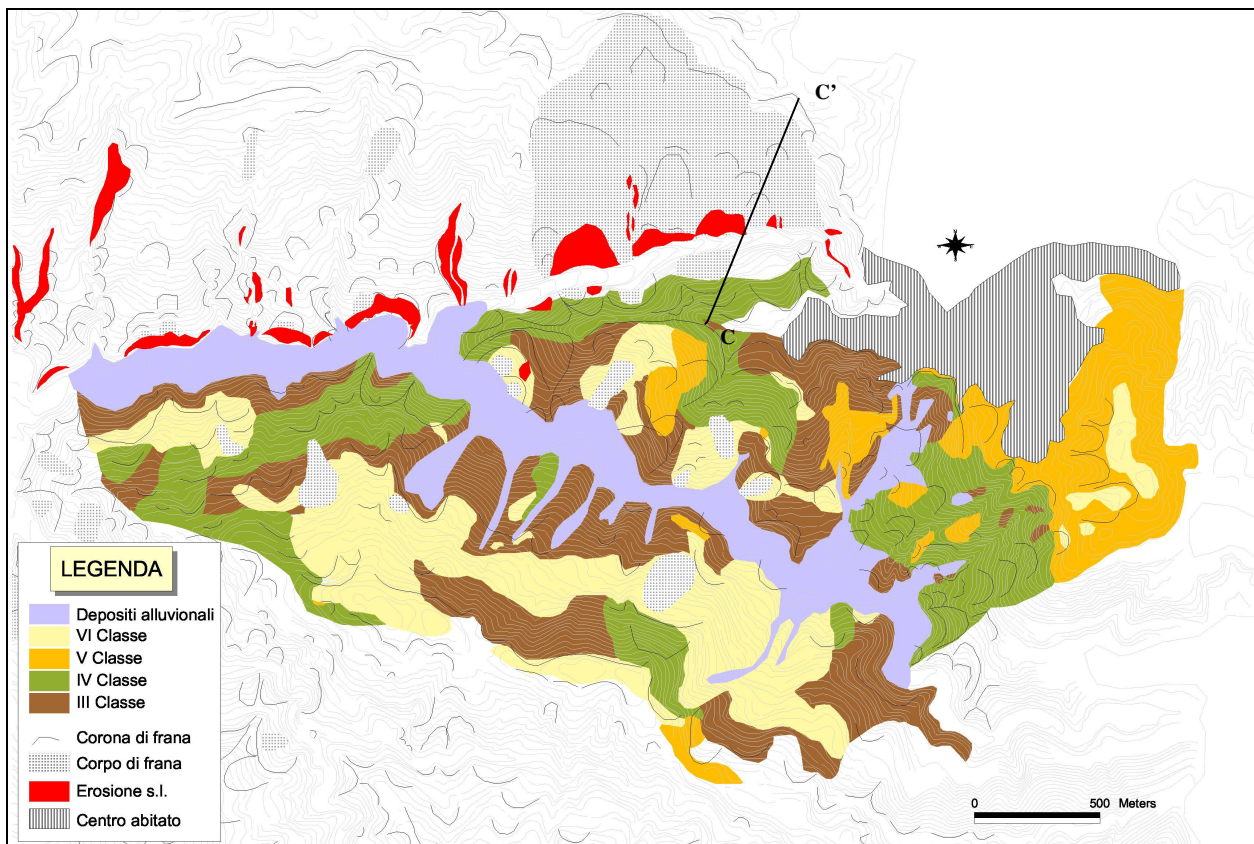 C’
C
LEGENDA
Depositi alluvionali
VI Classe
V Classe
IV Classe
III Classe
Corona di frana
Corpo di frana
Erosione s.l.
Centro abitato
0 500 Meters